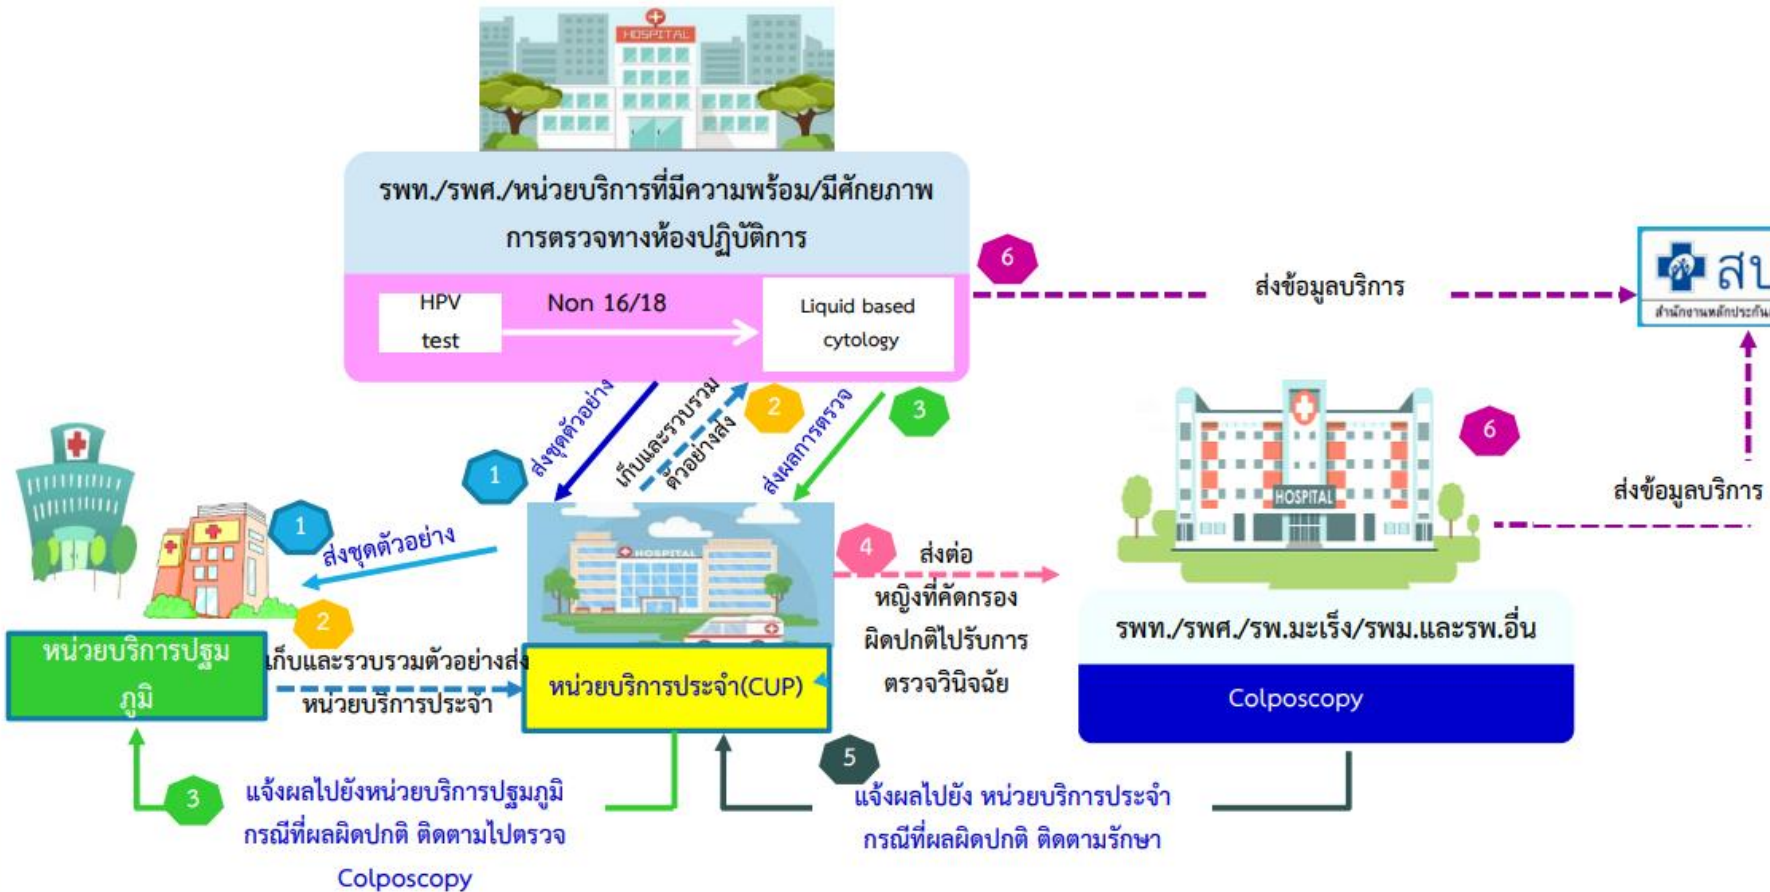 HOSPITAL
รพท./รพศ./หน่วยบริการที่มีความพร้อม/มีศักยภาพ
การตรวจทางห้องปฏิบัติการ
HPV
test
Non 16/18
Liquid based
cytology
6
ส่งข้อมูลบริการ
สำนักงานหลักประกัน
1
ส่งชุดตัวอย่าง
เก็บและรวบรวม
ตัวอย่างส่ง
2
ส่งผลการตรวจ
3
6
ส่งข้อมูลบริการ
1
ส่งชุดตัวอย่าง
HOSPITAL
4
ส่งต่อ
หญิงที่คัดกรอง
ผิดปกติไปรับการ
ตรวจวินิจฉัย
HOSPITAL
2
หน่วยบริการปฐม
ภูมิ
เก็บและรวบรวมตัวอย่างส่ง
หน่วยบริการประจำ
หน่วยบริการประจำ(CUP)
รพท./รพศ./รพ.มะเร็ง/รพม.และรพ.อื่น
Colposcopy
3
แจ้งผลไปยังหน่วยบริการปฐมภูมิ
กรณีที่ผลผิดปกติ ติดตามไปตรวจ
Colposcopy
5
แจ้งผลไปยัง หน่วยบริการประจำ
กรณีที่ผลผิดปกติ ติดตามรักษา